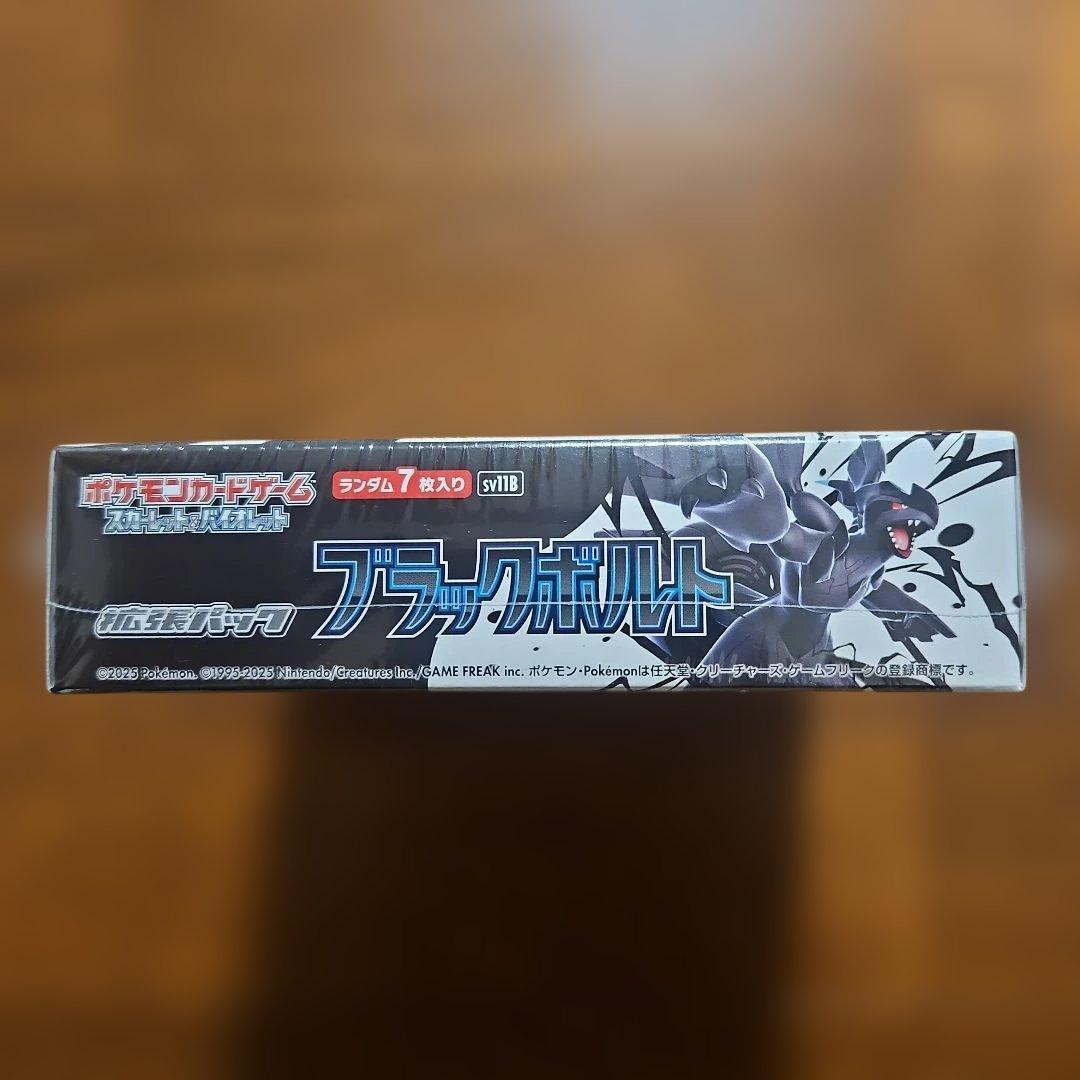 ポケモンカードゲーム
スカーレット&バイオレット
ランダム7枚入り
sv11B
ブラックボルト
拡張パック
©2025 Pokémon. ©1995-2025 Nintendo/Creatures Inc./GAME FREAK inc. ポケモン・Pokémonは任天堂・クリーチャーズ・ゲームフリークの登録商標です。